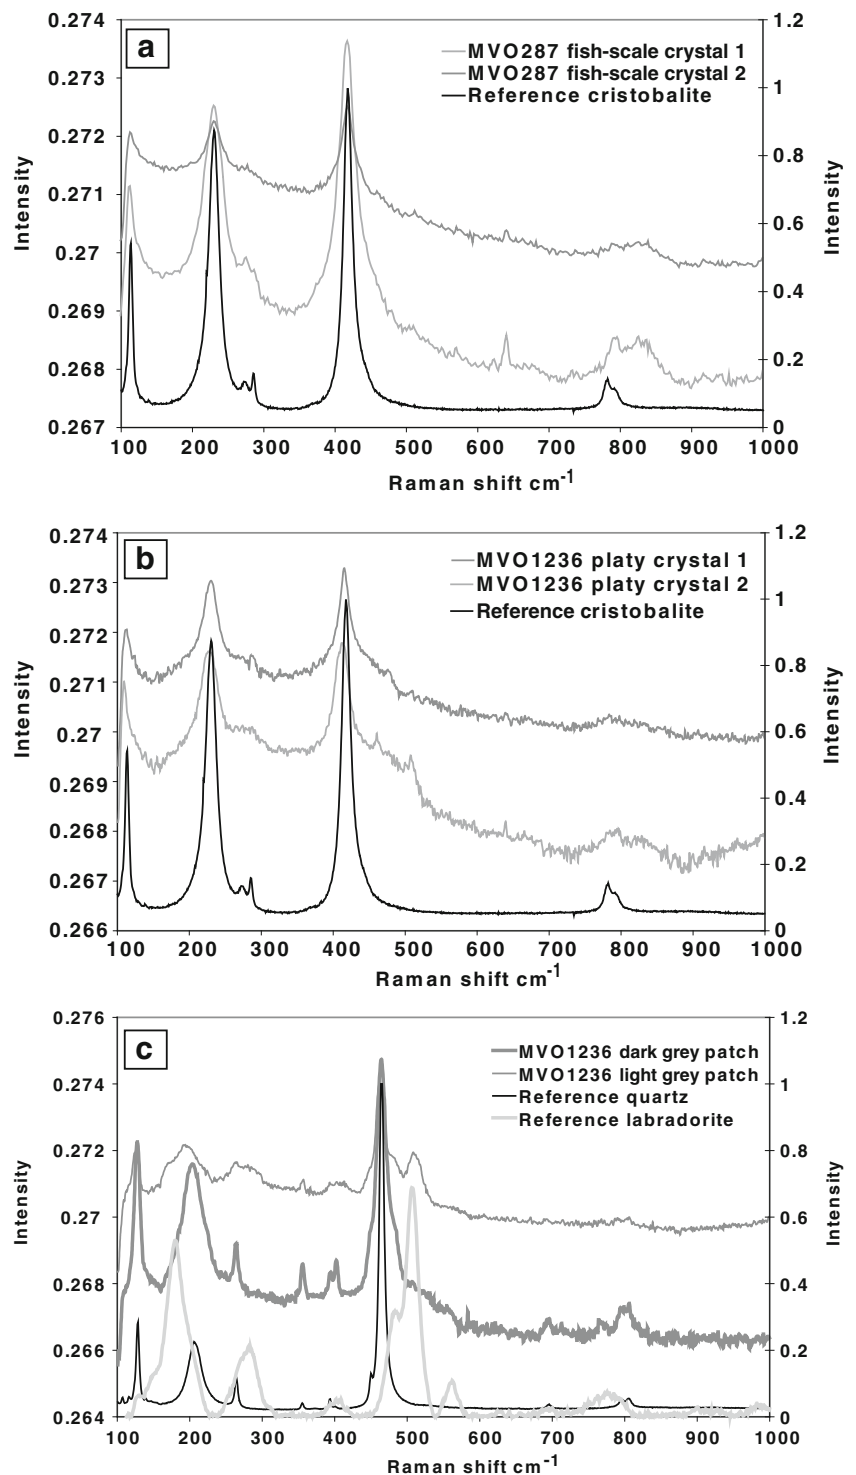 a
MVO287 fish-scale crystal 1
MVO287 fish-scale crystal 2
Reference cristobalite
0.274
0.273
0.272
0.271
0.27
0.269
0.268
0.267
Intensity
1.2
1
0.8
0.6
0.4
0.2
0
Intensity
100 200 300 400 500 600 700 800 900 1000
Raman shift cm-1
b
MVO1236 platy crystal 1
MVO1236 platy crystal 2
Reference cristobalite
0.274
0.273
0.272
0.271
0.27
0.269
0.268
0.267
0.266
Intensity
1.2
1
0.8
0.6
0.4
0.2
0
Intensity
100 200 300 400 500 600 700 800 900 1000
Raman shift cm-1
c
MVO1236 dark grey patch
MVO1236 light grey patch
Reference quartz
Reference labradorite
0.276
0.274
0.272
0.27
0.268
0.266
0.264
Intensity
1.2
1
0.8
0.6
0.4
0.2
0
Intensity
100 200 300 400 500 600 700 800 900 1000
Raman shift cm-1